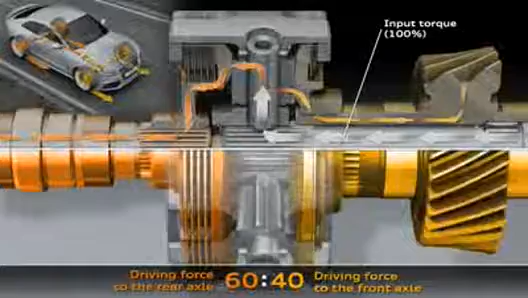 Input torque
(100%)
Driving force
to the rear axle
60:40
Driving force
to the front axle